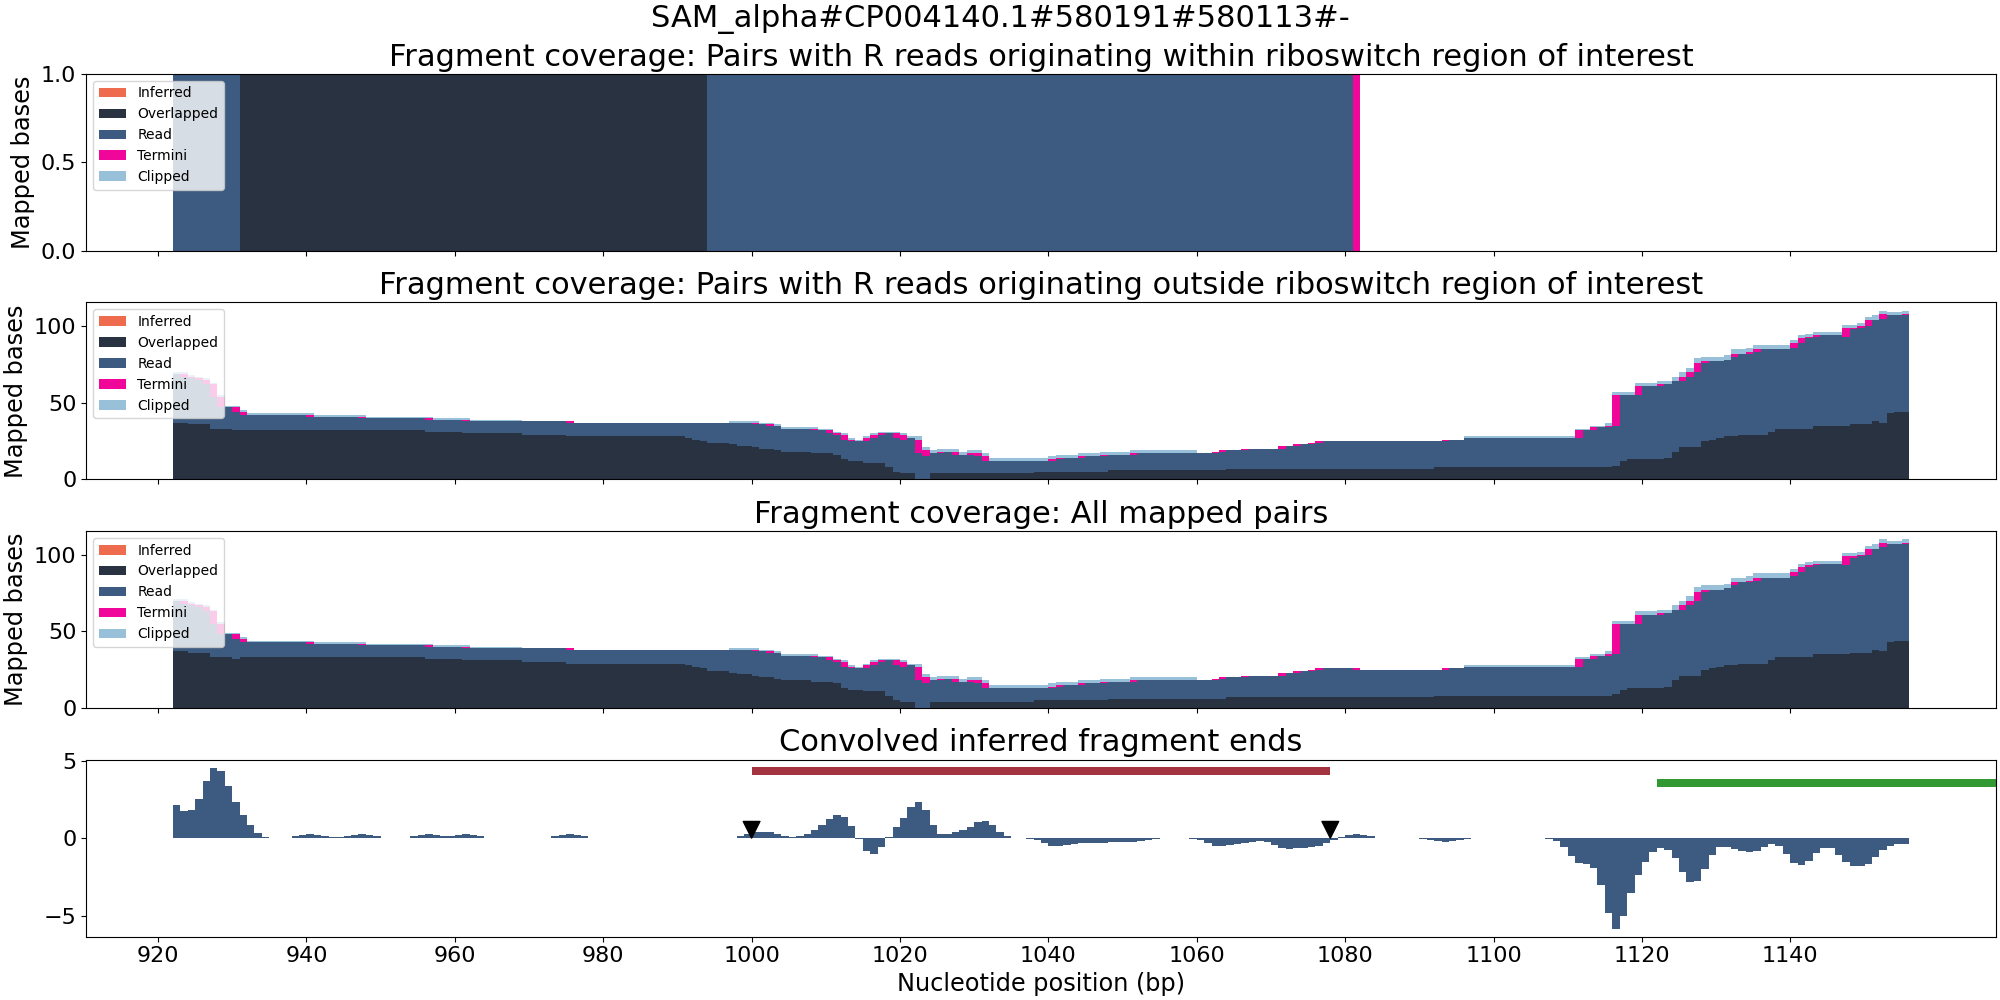 SAM_alpha#CP004140.1#580191#580113#-
Fragment coverage: Pairs with R reads originating within riboswitch region of interest
Mapped bases
1.0
0.5
0.0
Inferred
Overlapped
Read
Termini
Clipped
Fragment coverage: Pairs with R reads originating outside riboswitch region of interest
Mapped bases
100
50
0
Inferred
Overlapped
Read
Termini
Clipped
Fragment coverage: All mapped pairs
Mapped bases
100
50
0
Inferred
Overlapped
Read
Termini
Clipped
Convolved inferred fragment ends
5
0
−5
920 940 960 980 1000 1020 1040 1060 1080 1100 1120 1140
Nucleotide position (bp)